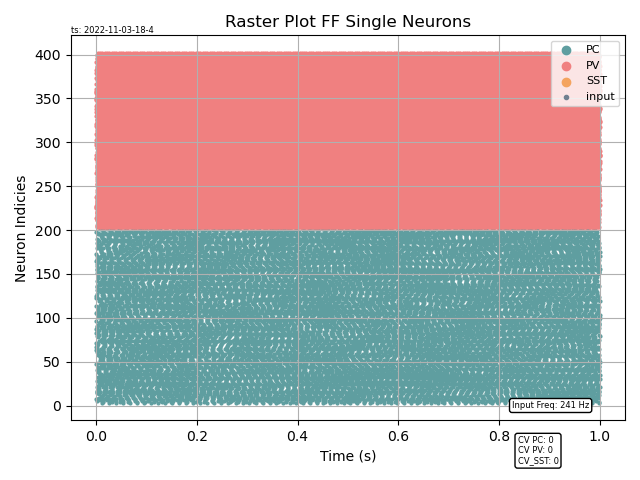 Raster Plot FF Single Neurons
ts: 2022-11-03-18-4
PC
PV
SST
input
Neuron Indicies
400
350
300
250
200
150
100
50
0
Input Freq: 241 Hz
0.0 0.2 0.4 0.6 0.8 1.0
Time (s)
CV PC: 0
CV PV: 0
CV_SST: 0